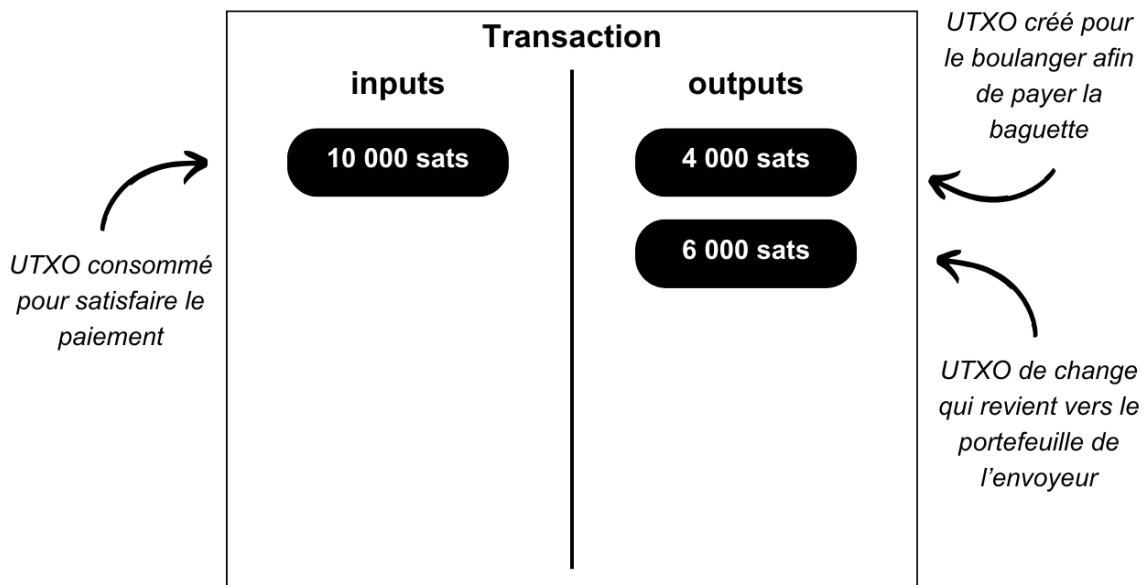 Transaction
inputs
outputs
10 000 sats
4 000 sats
6 000 sats
UTXO consommé
pour satisfaire le
paiement
UTXO créé pour
le boulanger afin
de payer la
baguette
UTXO de change
qui revient vers le
portefeuille de
l’envoyeur